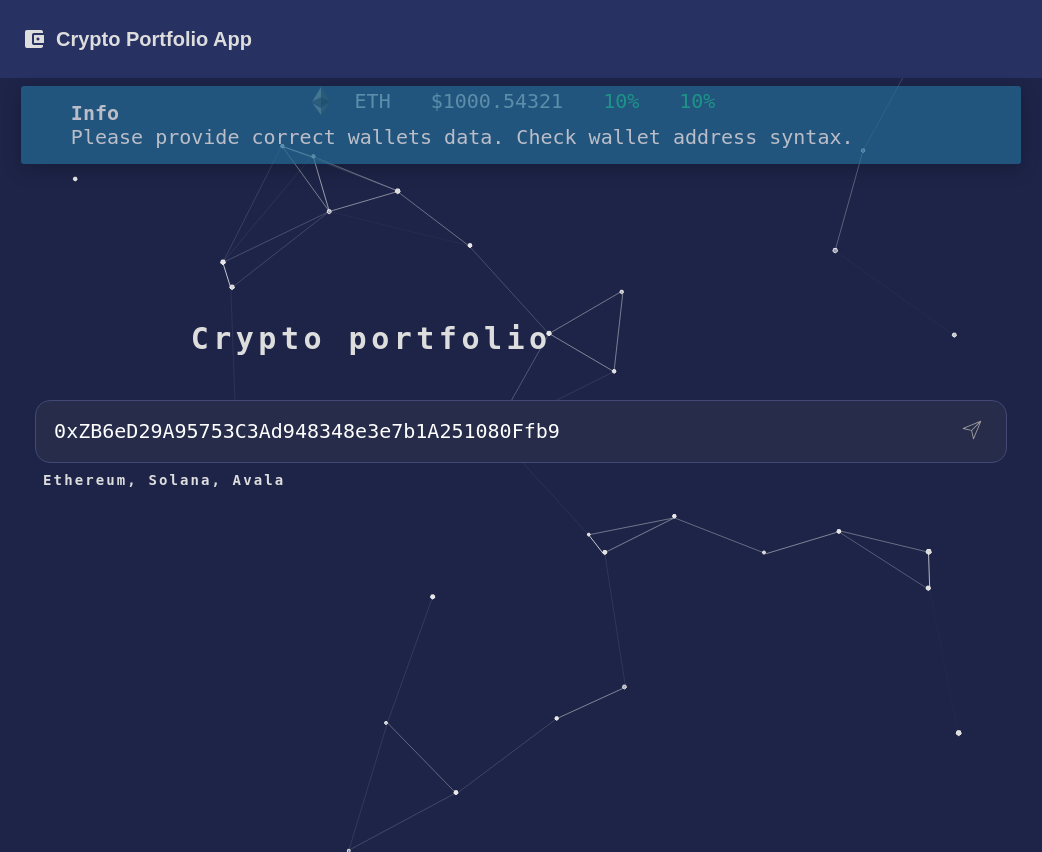 Crypto Portfolio App
ETH $1000.54321 10% 10%
Info
Please provide correct wallets data. Check wallet address syntax.
Crypto portfolio
0xZB6eD29A95753C3Ad948348e3e7b1A251080Ffb9
Ethereum, Solana, Avala